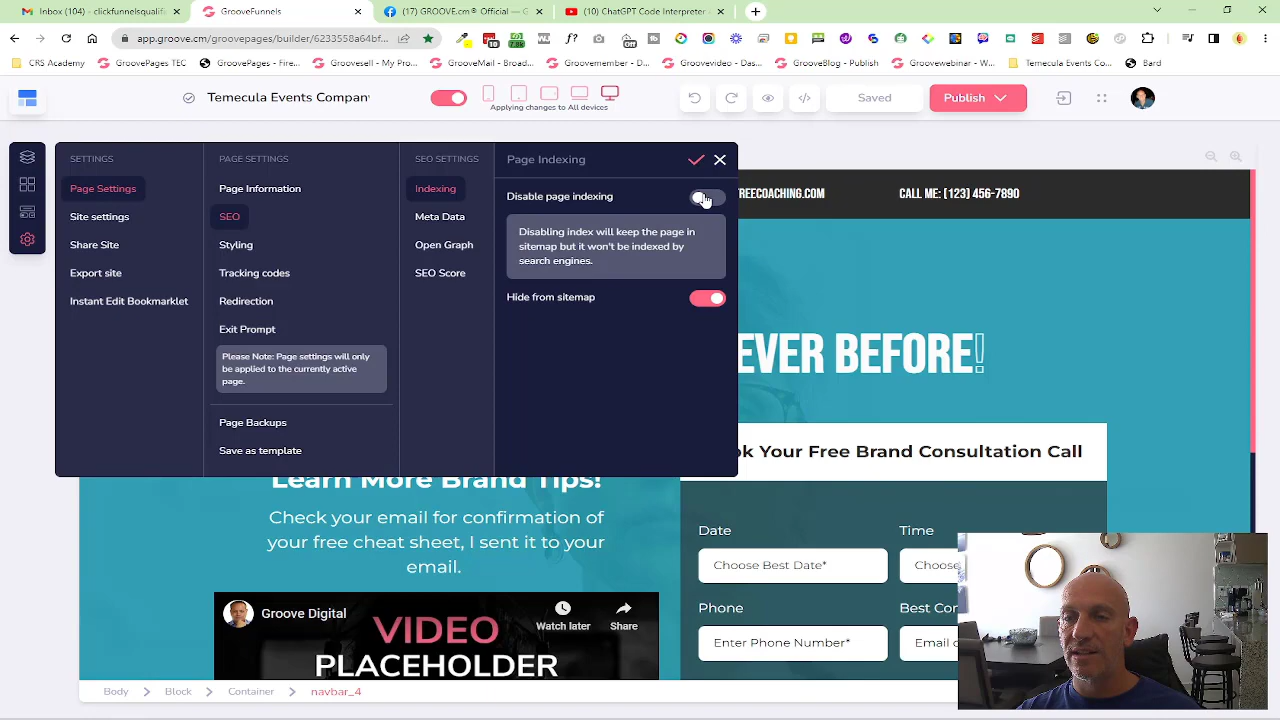 Inbox (10) - clickfunnelsqualifi
GrooveFunnels
(17) GROOVE.cm® Official — G
(10) ChatGPT Code Interpreter -
app.groove.cm/groovepages/builder/6233558a64bf...
CRS Academy
GroovePages TEC
GroovePages - Fire...
Groovesell - My Pro...
GrooveMail - Broad...
Groovemember - D...
Groovevideo - Das...
GrooveBlog - Publish
Groovewebinar - W...
Temecula Events Co...
Bard
Temecula Events Compan
Applying changes to All devices
Saved
Publish
SETTINGS
Page Settings
Site settings
Share Site
Export site
Instant Edit Bookmarklet
PAGE SETTINGS
Page Information
SEO
Styling
Tracking codes
Redirection
Exit Prompt
Please Note: Page settings will only
be applied to the currently active
page.
Page Backups
Save as template
SEO SETTINGS
Indexing
Meta Data
Open Graph
SEO Score
Page Indexing
Disable page indexing
Disabling index will keep the page in
sitemap but it won't be indexed by
search engines.
Hide from sitemap
FREECOACHING.COM
CALL ME: [123] 456-7890
EVER BEFORE!
ok Your Free Brand Consultation Call
Learn More Brand Tips!
Check your email for confirmation of
your free cheat sheet, I sent it to your
email.
Groove Digital
Watch later
Share
VIDEO
PLACEHOLDER
Date
Time
Choose Best Date*
Choose
Phone
Best Con
Enter Phone Number*
Email o
Body
Block
Container
navbar_4